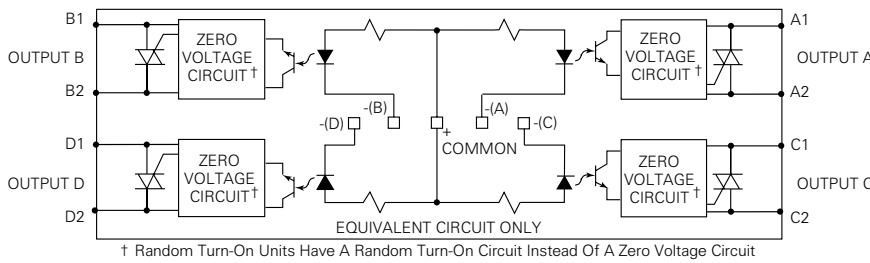 B1
ZERO
VOLTAGE
CIRCUIT†
OUTPUT B
B2
A1
ZERO
VOLTAGE
CIRCUIT†
OUTPUT A
A2
-(D)
-(B)
-(A)
-(C)
+
COMMON
D1
ZERO
VOLTAGE
CIRCUIT†
OUTPUT D
D2
C1
ZERO
VOLTAGE
CIRCUIT†
OUTPUT C
C2
EQUIVALENT CIRCUIT ONLY
† Random Turn-On Units Have A Random Turn-On Circuit Instead Of A Zero Voltage Circuit